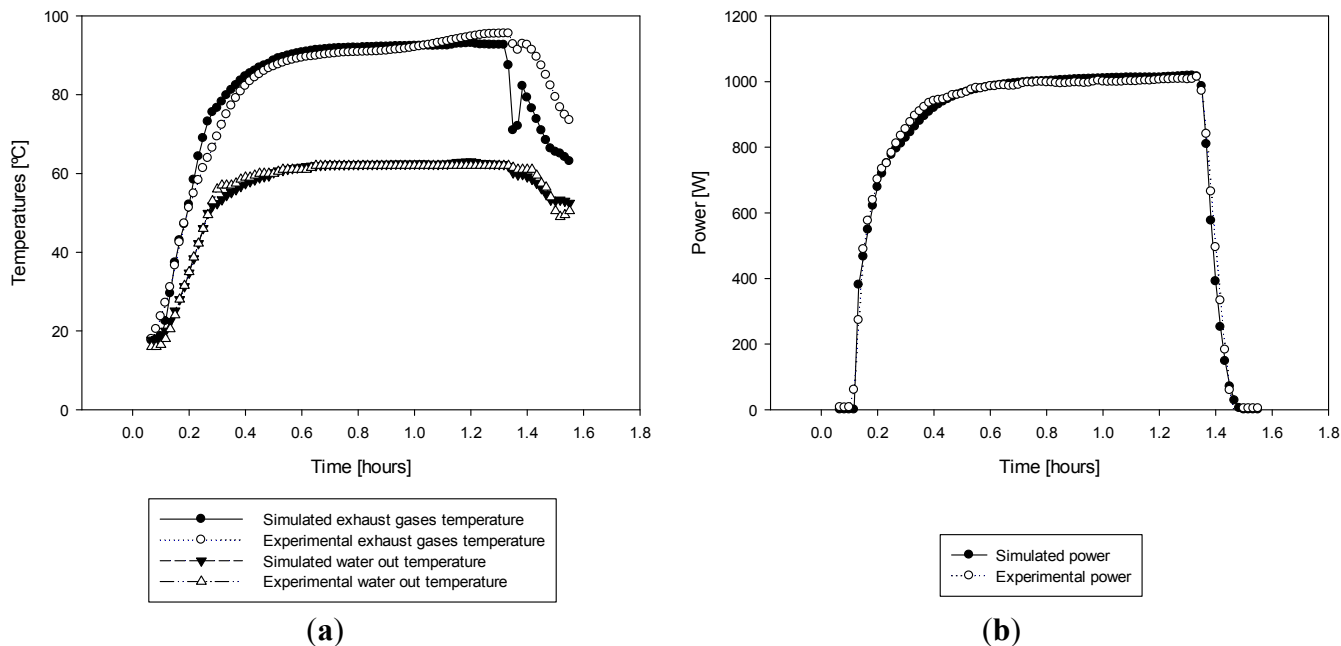 100
80
60
40
20
0
Temperatures [ºC]
0.0 0.2 0.4 0.6 0.8 1.0 1.2 1.4 1.6 1.8
Time [hours]
Simulated exhaust gases temperature
Experimental exhaust gases temperature
Simulated water out temperature
Experimental water out temperature
(a)
1200
1000
800
600
400
200
0
Power [W]
0.0 0.2 0.4 0.6 0.8 1.0 1.2 1.4 1.6 1.8
Time [hours]
Simulated power
Experimental power
(b)